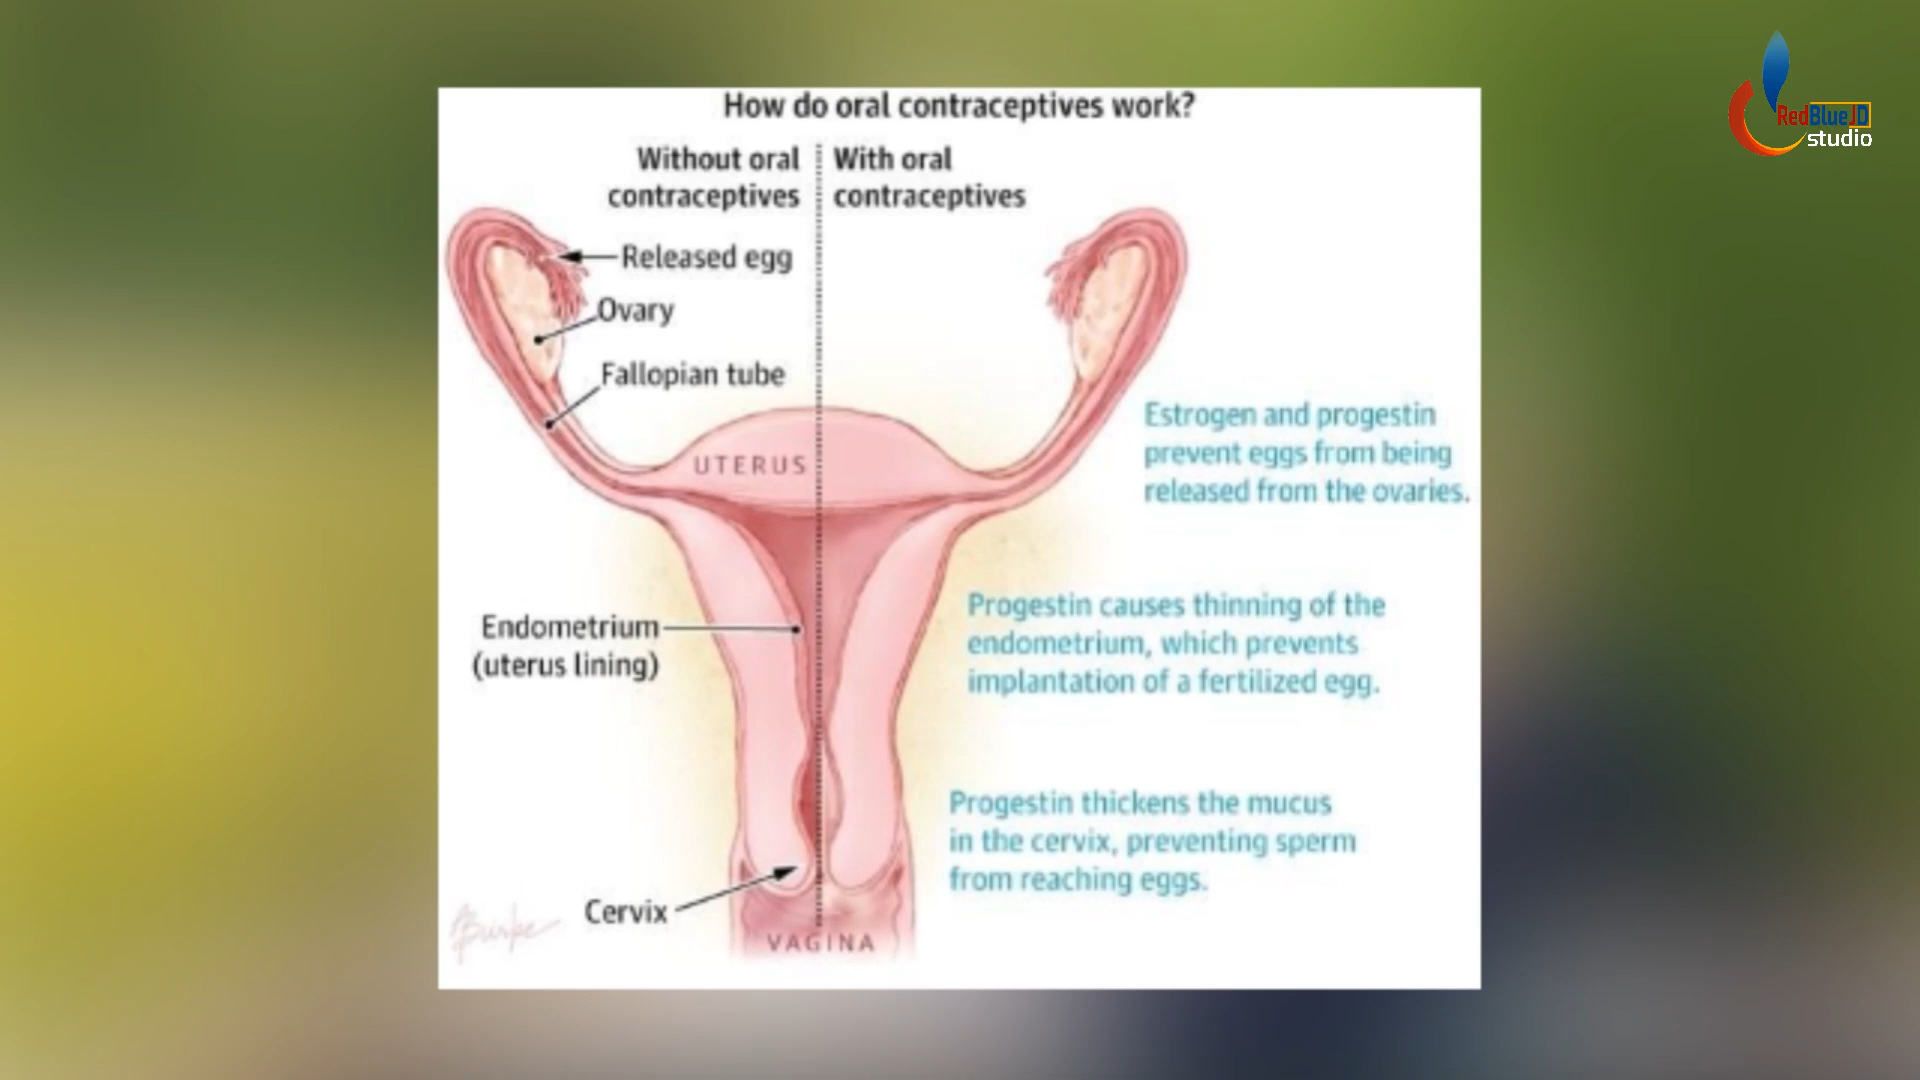 How do oral contraceptives work?
Without oral
contraceptives
With oral
contraceptives
Released egg
Ovary
Fallopian tube
UTERUS
Estrogen and progestin
prevent eggs from being
released from the ovaries.
Endometrium
(uterus lining)
Progestin causes thinning of the
endometrium, which prevents
implantation of a fertilized egg.
Progestin thickens the mucus
in the cervix, preventing sperm
from reaching eggs.
Cervix
VAGINA
RedBlueJD
studio